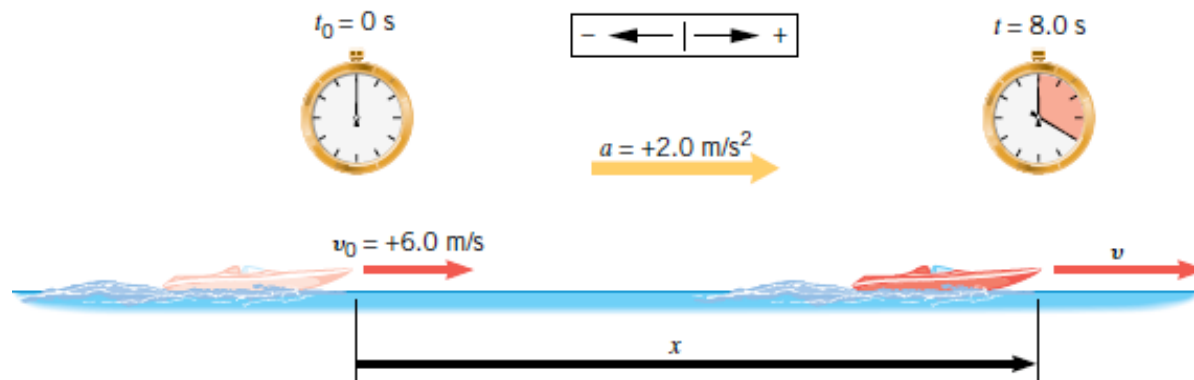 t₀ = 0 s
− | +
t = 8.0 s
a = +2.0 m/s²
v₀ = +6.0 m/s
v
x